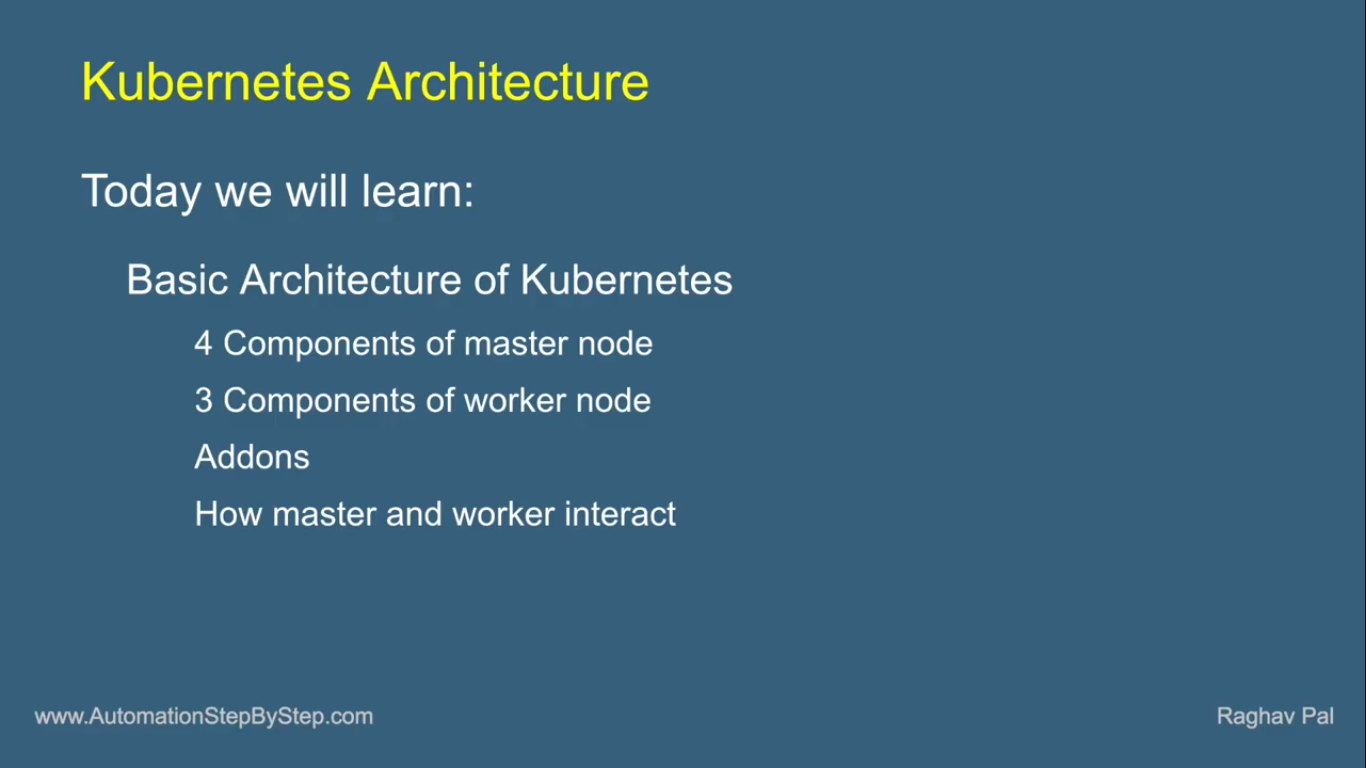 Kubernetes Architecture
Today we will learn:
Basic Architecture of Kubernetes
4 Components of master node
3 Components of worker node
Addons
How master and worker interact
www.AutomationStepByStep.com
Raghav Pal